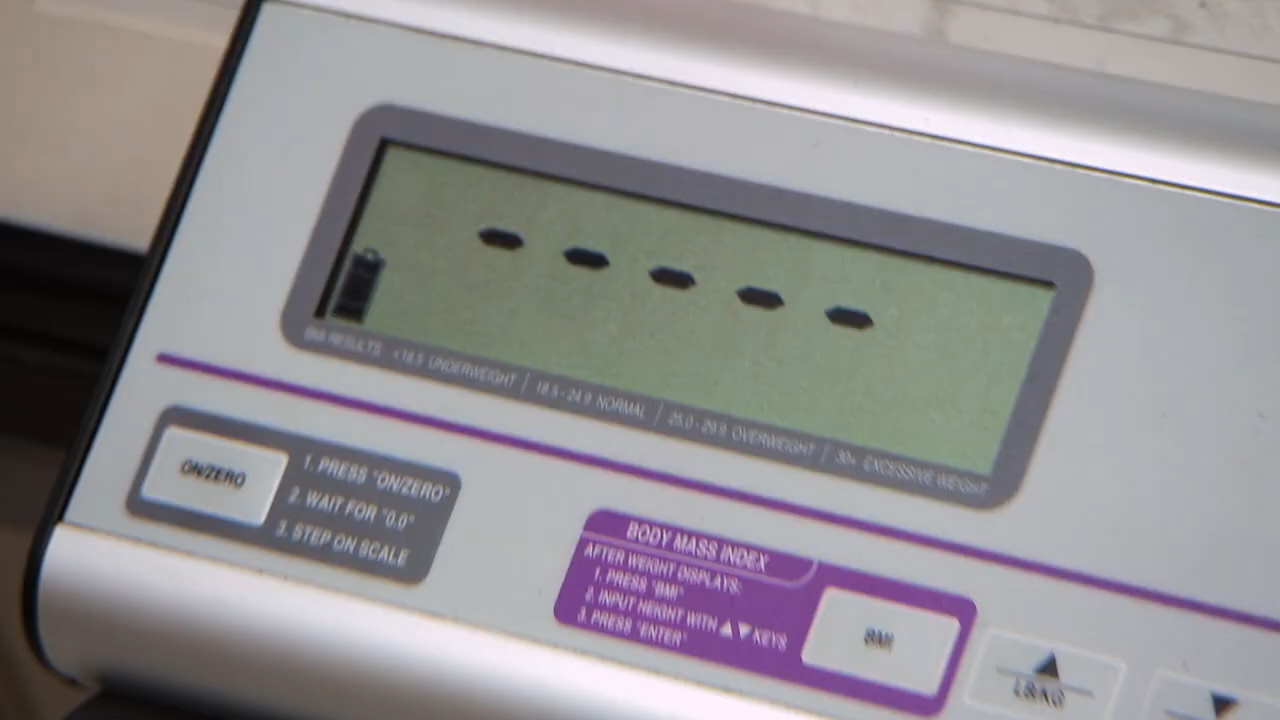 - - - - -
BMI RESULTS <18.5 UNDERWEIGHT | 18.5 - 24.9 NORMAL | 25.0 - 29.9 OVERWEIGHT | 30+ EXCESSIVE WEIGHT
ON/ZERO
1. PRESS "ON/ZERO"
2. WAIT FOR "0.0"
3. STEP ON SCALE
BODY MASS INDEX
AFTER WEIGHT DISPLAYS:
1. PRESS "BMI"
2. INPUT HEIGHT WITH ▲▼ KEYS
3. PRESS "ENTER"
BMI
LB/KG